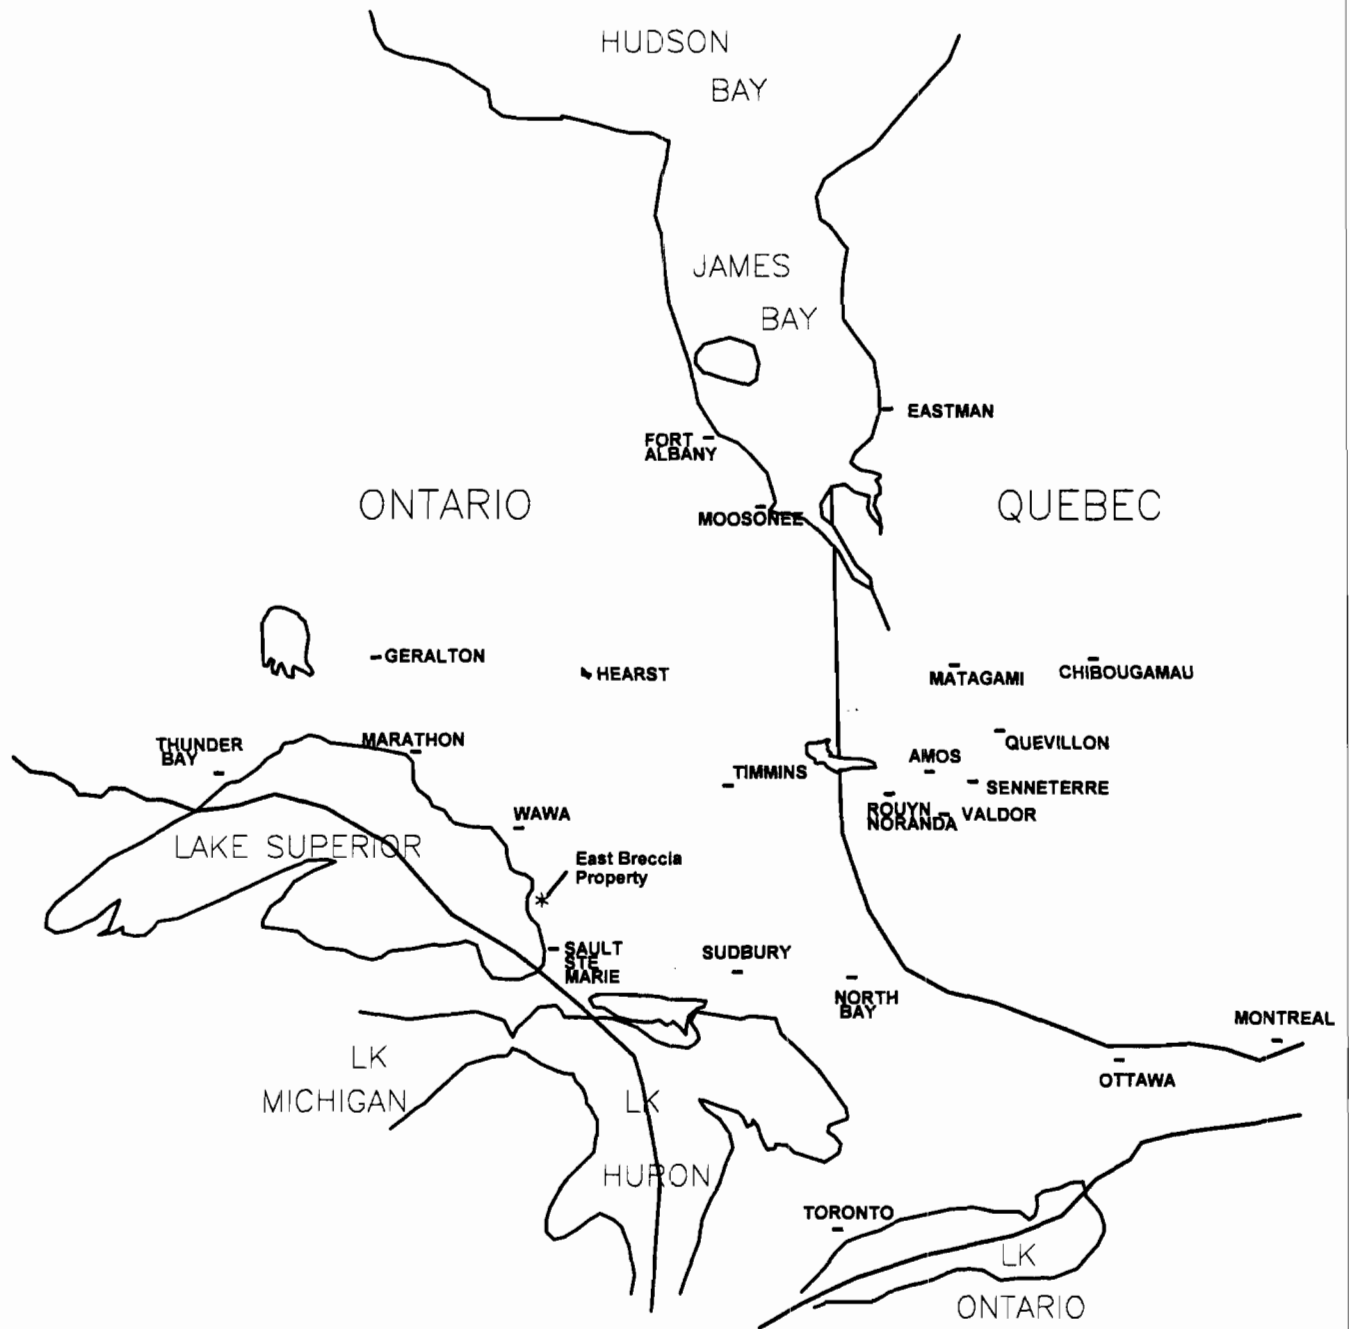 HUDSON
BAY
JAMES
BAY
EASTMAN
FORT
ALBANY
ONTARIO
QUEBEC
MOOSONEE
GERALTON
HEARST
MATAGAMI
CHIBOUGAMAU
THUNDER
BAY
MARATHON
QUEVILLON
AMOS
TIMMINS
SENNETERRE
ROUYN
NORANDA
VALDOR
WAWA
LAKE SUPERIOR
East Breccia
Property
SAULT
STE
MARIE
SUDBURY
NORTH
BAY
MONTREAL
OTTAWA
LK
MICHIGAN
LK
HURON
TORONTO
LK
ONTARIO